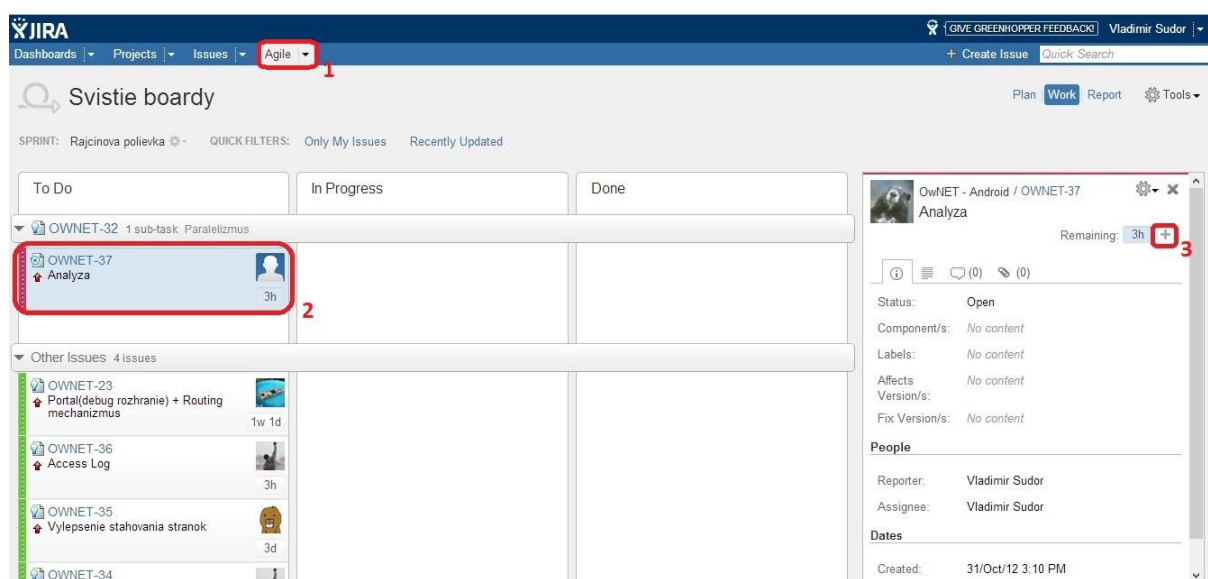 JIRA
GIVE GREENHOPPER FEEDBACK! Vladimir Sudor
Dashboards Projects Issues Agile + Create Issue Quick Search
1
Svistie boardy
Plan Work Report Tools
SPRINT: Rajcinova polievka QUICK FILTERS: Only My Issues Recently Updated
To Do In Progress Done
OWNET-32 1 sub-task Paralelizmus
OWNET-37
Analyza
3h
2
Other Issues 4 issues
OWNET-23
Portal(debug rozhranie) + Routing
mechanizmus
1w 1d
OWNET-36
Access Log
3h
OWNET-35
Vylepsenie stahovania stranok
3d
OWNET-34
OwNET - Android / OWNET-37
Analyza
Remaining: 3h +
3
(0) (0)
Status: Open
Component/s: No content
Labels: No content
Affects No content
Version/s:
Fix Version/s: No content
People
Reporter: Vladimir Sudor
Assignee: Vladimir Sudor
Dates
Created: 31/Oct/12 3:10 PM